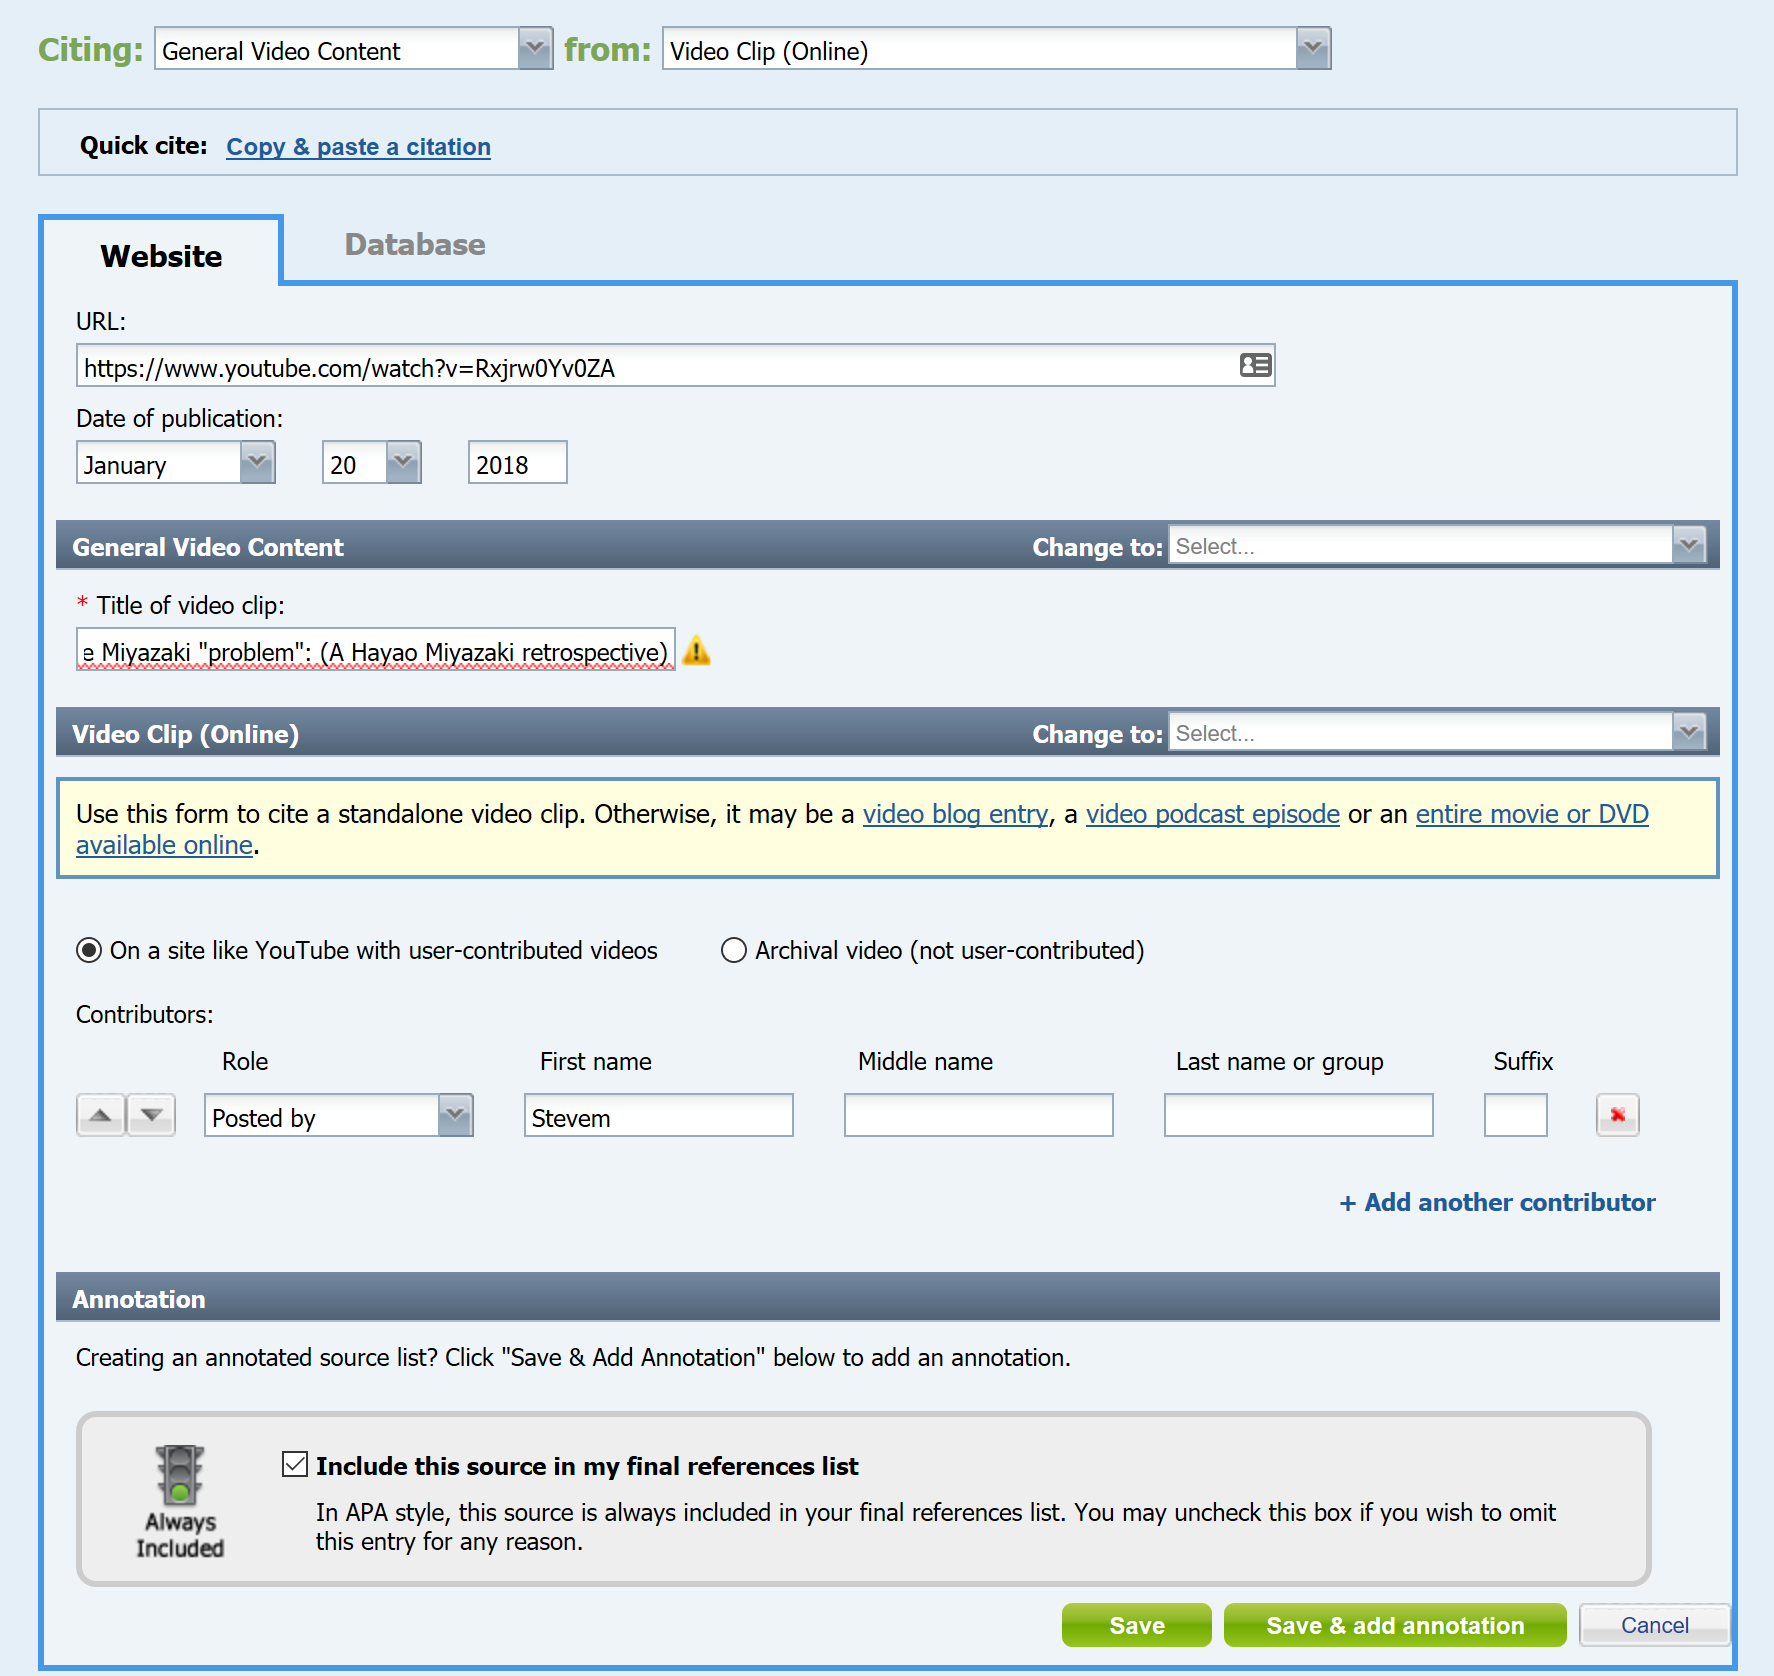 Citing: General Video Content from: Video Clip (Online)
Quick cite: Copy & paste a citation
Website Database
URL:
https://www.youtube.com/watch?v=Rxjrw0Yv0ZA
Date of publication:
January 20 2018
General Video Content Change to: Select...
* Title of video clip:
e Miyazaki "problem": (A Hayao Miyazaki retrospective)
Video Clip (Online) Change to: Select...
Use this form to cite a standalone video clip. Otherwise, it may be a video blog entry, a video podcast episode or an entire movie or DVD
available online.
On a site like YouTube with user-contributed videos Archival video (not user-contributed)
Contributors:
Role First name Middle name Last name or group Suffix
Posted by Stevem
+ Add another contributor
Annotation
Creating an annotated source list? Click "Save & Add Annotation" below to add an annotation.
Always
Included
Include this source in my final references list
In APA style, this source is always included in your final references list. You may uncheck this box if you wish to omit
this entry for any reason.
Save Save & add annotation Cancel